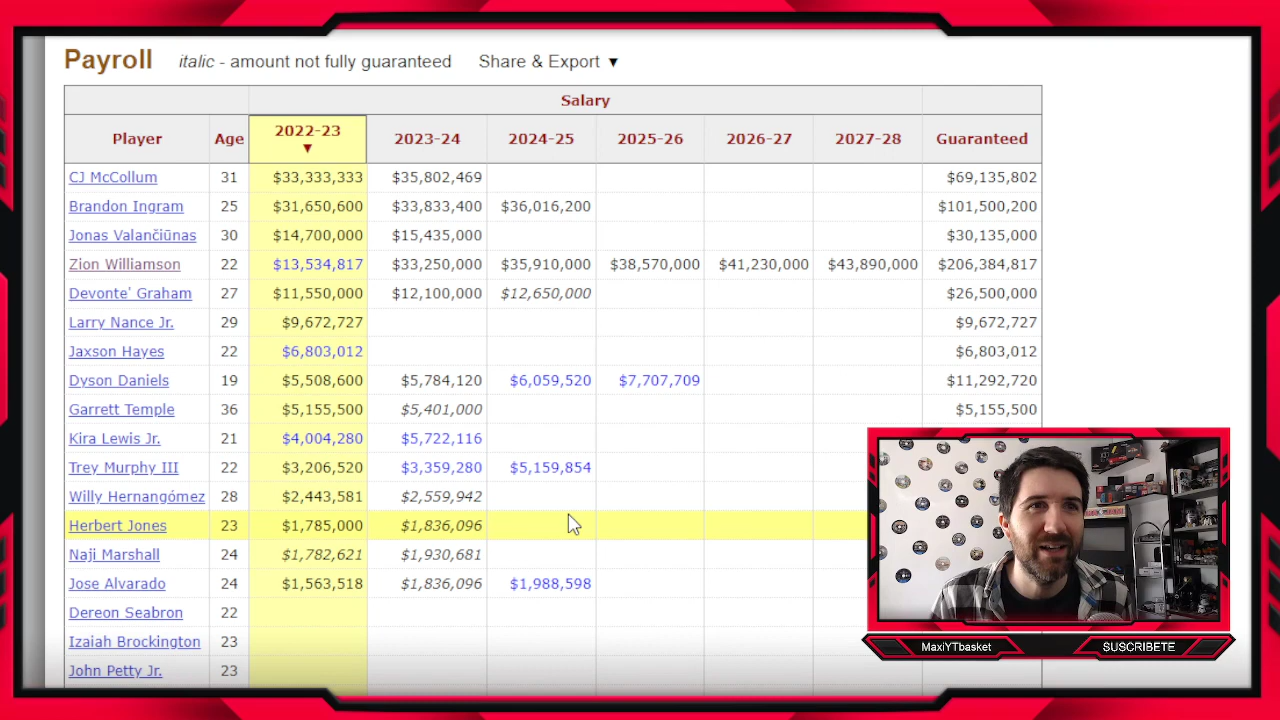 Payroll italic - amount not fully guaranteed Share & Export ▼
Salary
Player Age 2022-23 ▼ 2023-24 2024-25 2025-26 2026-27 2027-28 Guaranteed
CJ McCollum 31 $33,333,333 $35,802,469 $69,135,802
Brandon Ingram 25 $31,650,600 $33,833,400 $36,016,200 $101,500,200
Jonas Valančiūnas 30 $14,700,000 $15,435,000 $30,135,000
Zion Williamson 22 $13,534,817 $33,250,000 $35,910,000 $38,570,000 $41,230,000 $43,890,000 $206,384,817
Devonte' Graham 27 $11,550,000 $12,100,000 $12,650,000 $26,500,000
Larry Nance Jr. 29 $9,672,727 $9,672,727
Jaxson Hayes 22 $6,803,012 $6,803,012
Dyson Daniels 19 $5,508,600 $5,784,120 $6,059,520 $7,707,709 $11,292,720
Garrett Temple 36 $5,155,500 $5,401,000 $5,155,500
Kira Lewis Jr. 21 $4,004,280 $5,722,116
Trey Murphy III 22 $3,206,520 $3,359,280 $5,159,854
Willy Hernangómez 28 $2,443,581 $2,559,942
Herbert Jones 23 $1,785,000 $1,836,096
Naji Marshall 24 $1,782,621 $1,930,681
Jose Alvarado 24 $1,563,518 $1,836,096 $1,988,598
Dereon Seabron 22
Izaiah Brockington 23
John Petty Jr. 23
MaxiYTbasket SUSCRIBETE